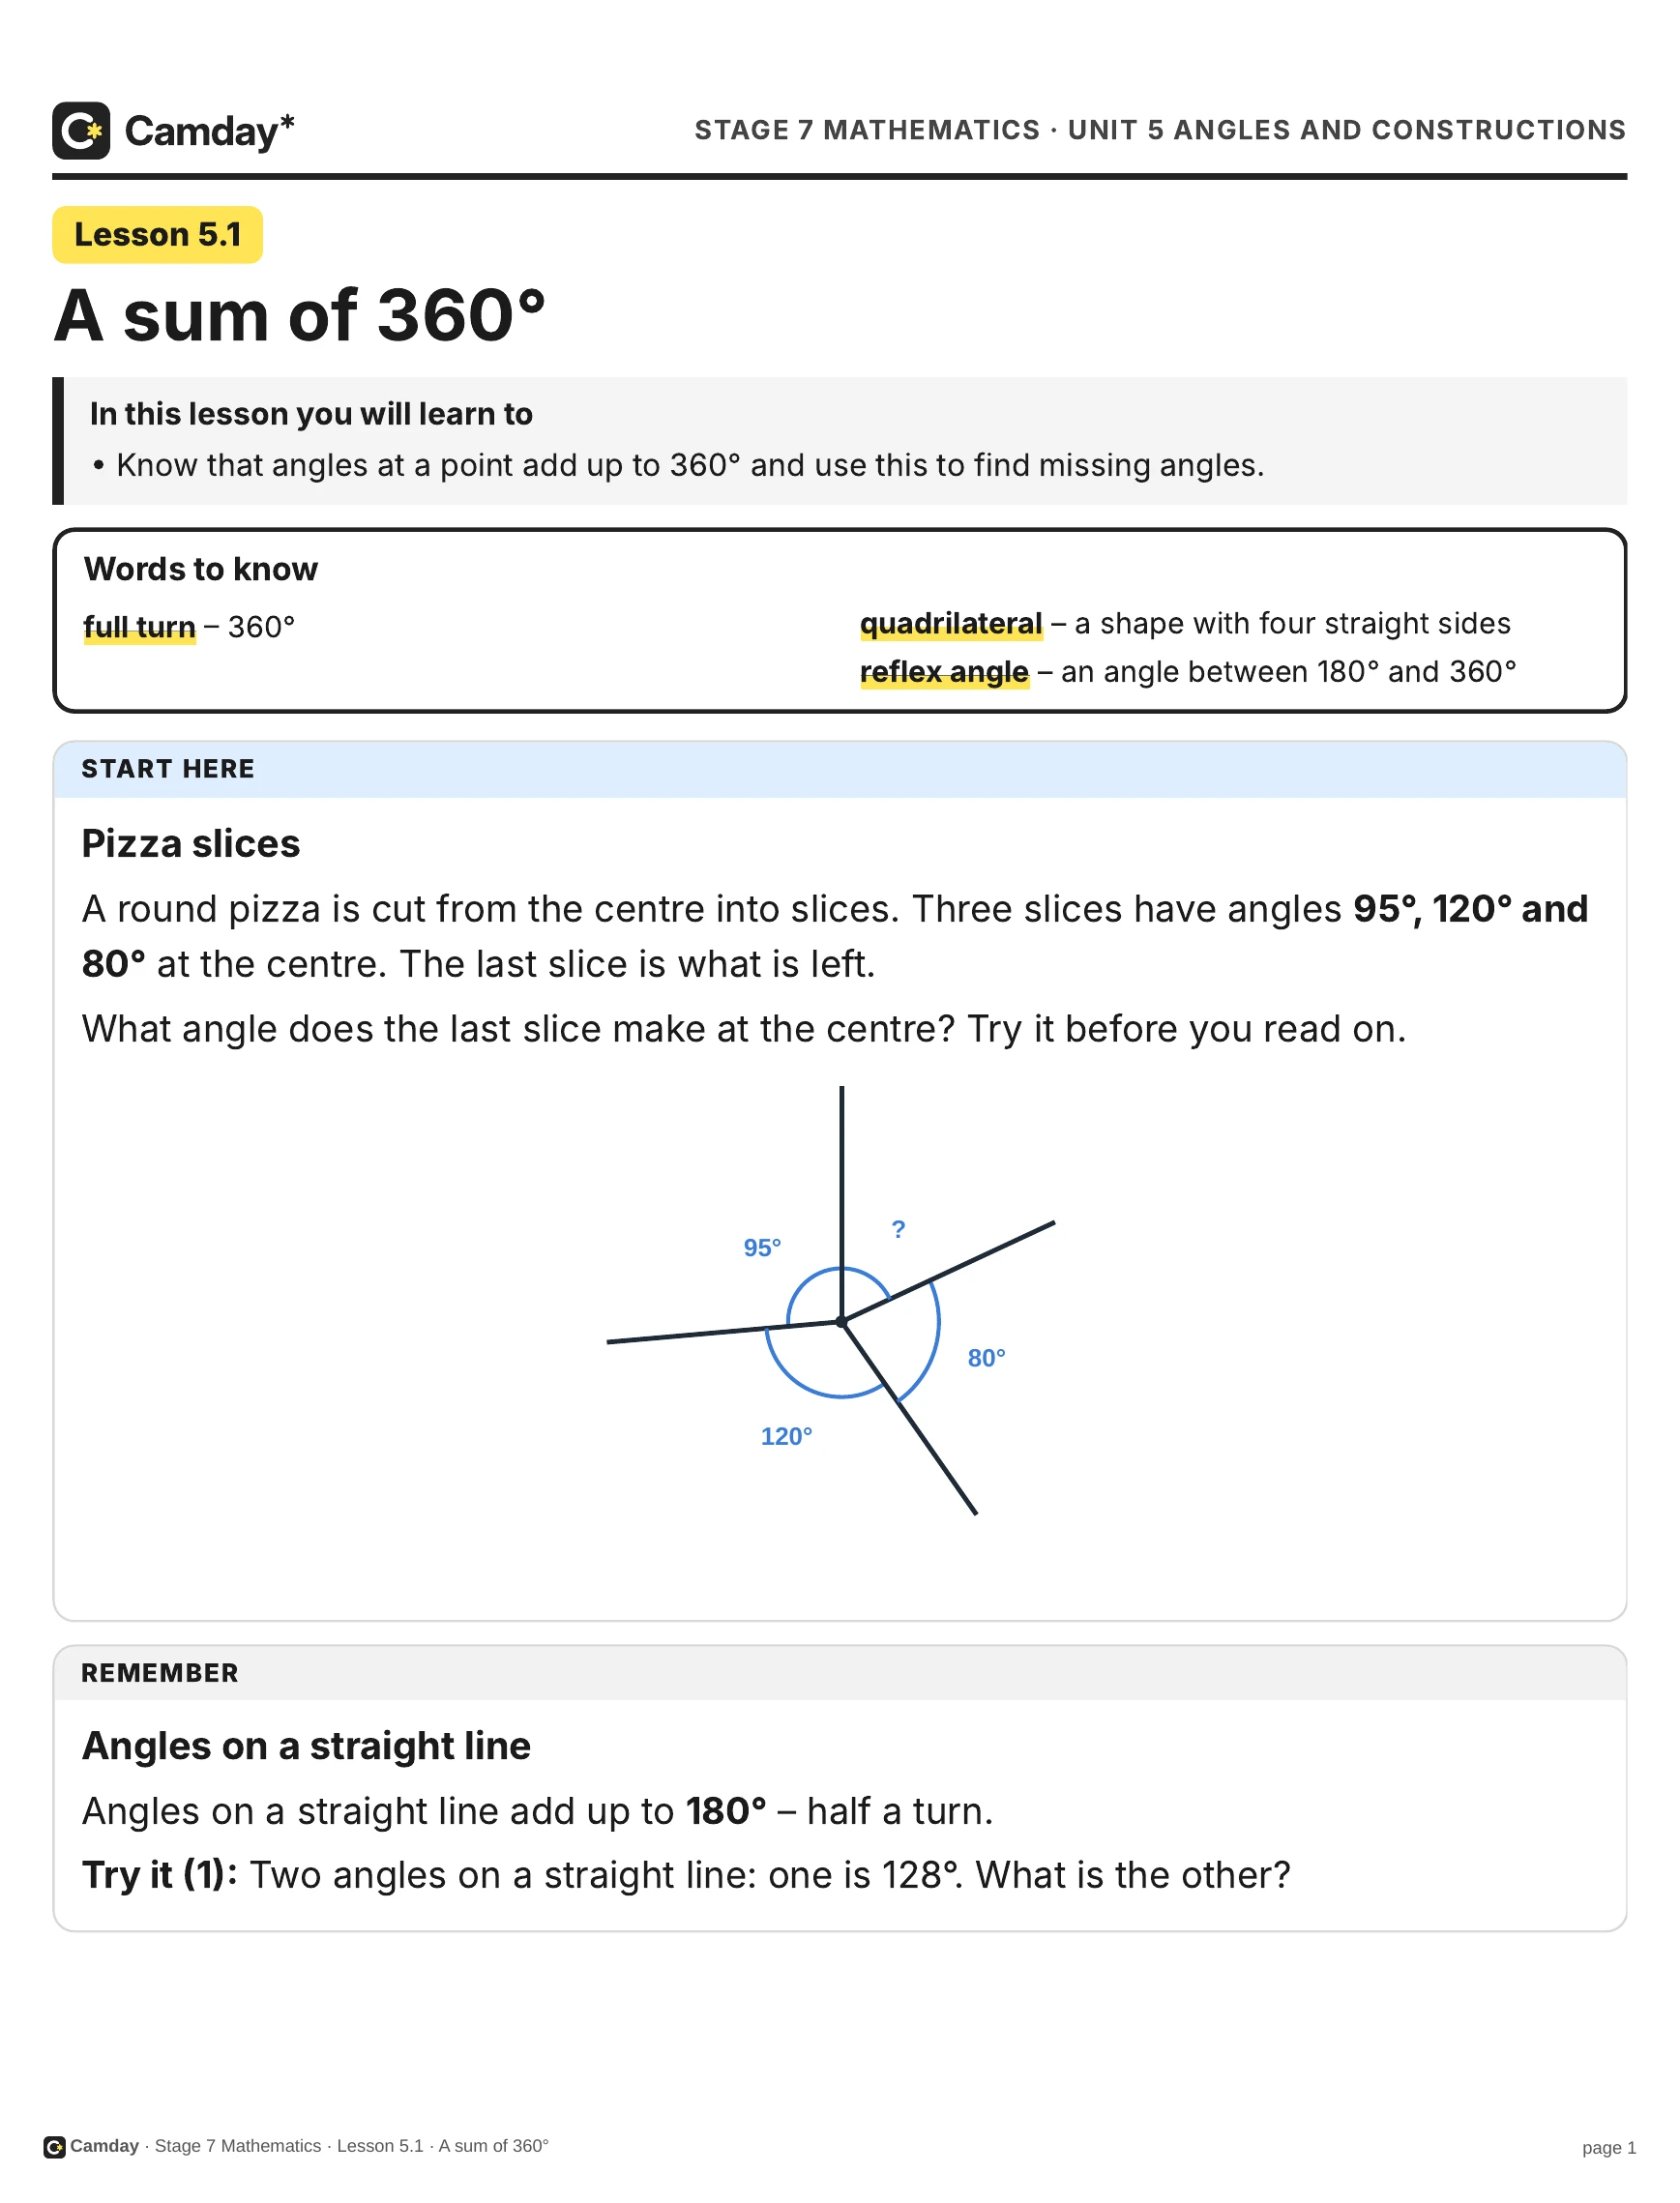 Camday*
STAGE 7 MATHEMATICS · UNIT 5 ANGLES AND CONSTRUCTIONS
Lesson 5.1
A sum of 360°
In this lesson you will learn to
• Know that angles at a point add up to 360° and use this to find missing angles.
Words to know
full turn – 360°
quadrilateral – a shape with four straight sides
reflex angle – an angle between 180° and 360°
START HERE
Pizza slices
A round pizza is cut from the centre into slices. Three slices have angles 95°, 120° and
80° at the centre. The last slice is what is left.
What angle does the last slice make at the centre? Try it before you read on.
?
95°
80°
120°
REMEMBER
Angles on a straight line
Angles on a straight line add up to 180° – half a turn.
Try it (1): Two angles on a straight line: one is 128°. What is the other?
Camday · Stage 7 Mathematics · Lesson 5.1 · A sum of 360°
page 1